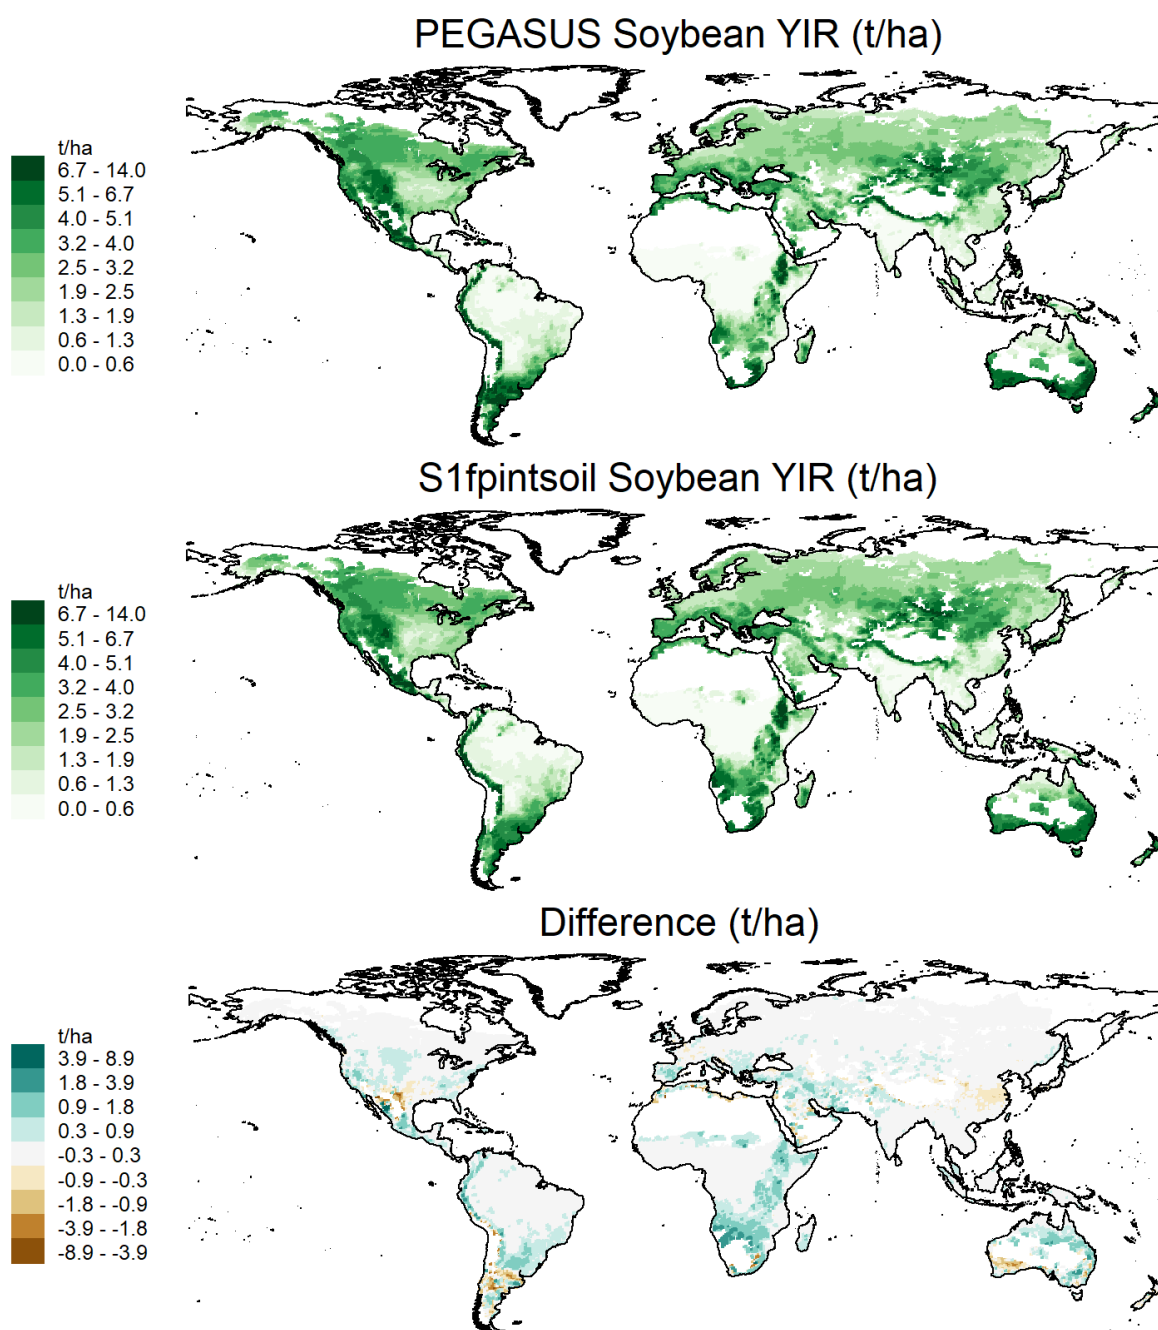 PEGASUS Soybean YIR (t/ha)
t/ha
6.7 - 14.0
5.1 - 6.7
4.0 - 5.1
3.2 - 4.0
2.5 - 3.2
1.9 - 2.5
1.3 - 1.9
0.6 - 1.3
0.0 - 0.6
S1fpintsoil Soybean YIR (t/ha)
t/ha
6.7 - 14.0
5.1 - 6.7
4.0 - 5.1
3.2 - 4.0
2.5 - 3.2
1.9 - 2.5
1.3 - 1.9
0.6 - 1.3
0.0 - 0.6
Difference (t/ha)
t/ha
3.9 - 8.9
1.8 - 3.9
0.9 - 1.8
0.3 - 0.9
-0.3 - 0.3
-0.9 - -0.3
-1.8 - -0.9
-3.9 - -1.8
-8.9 - -3.9